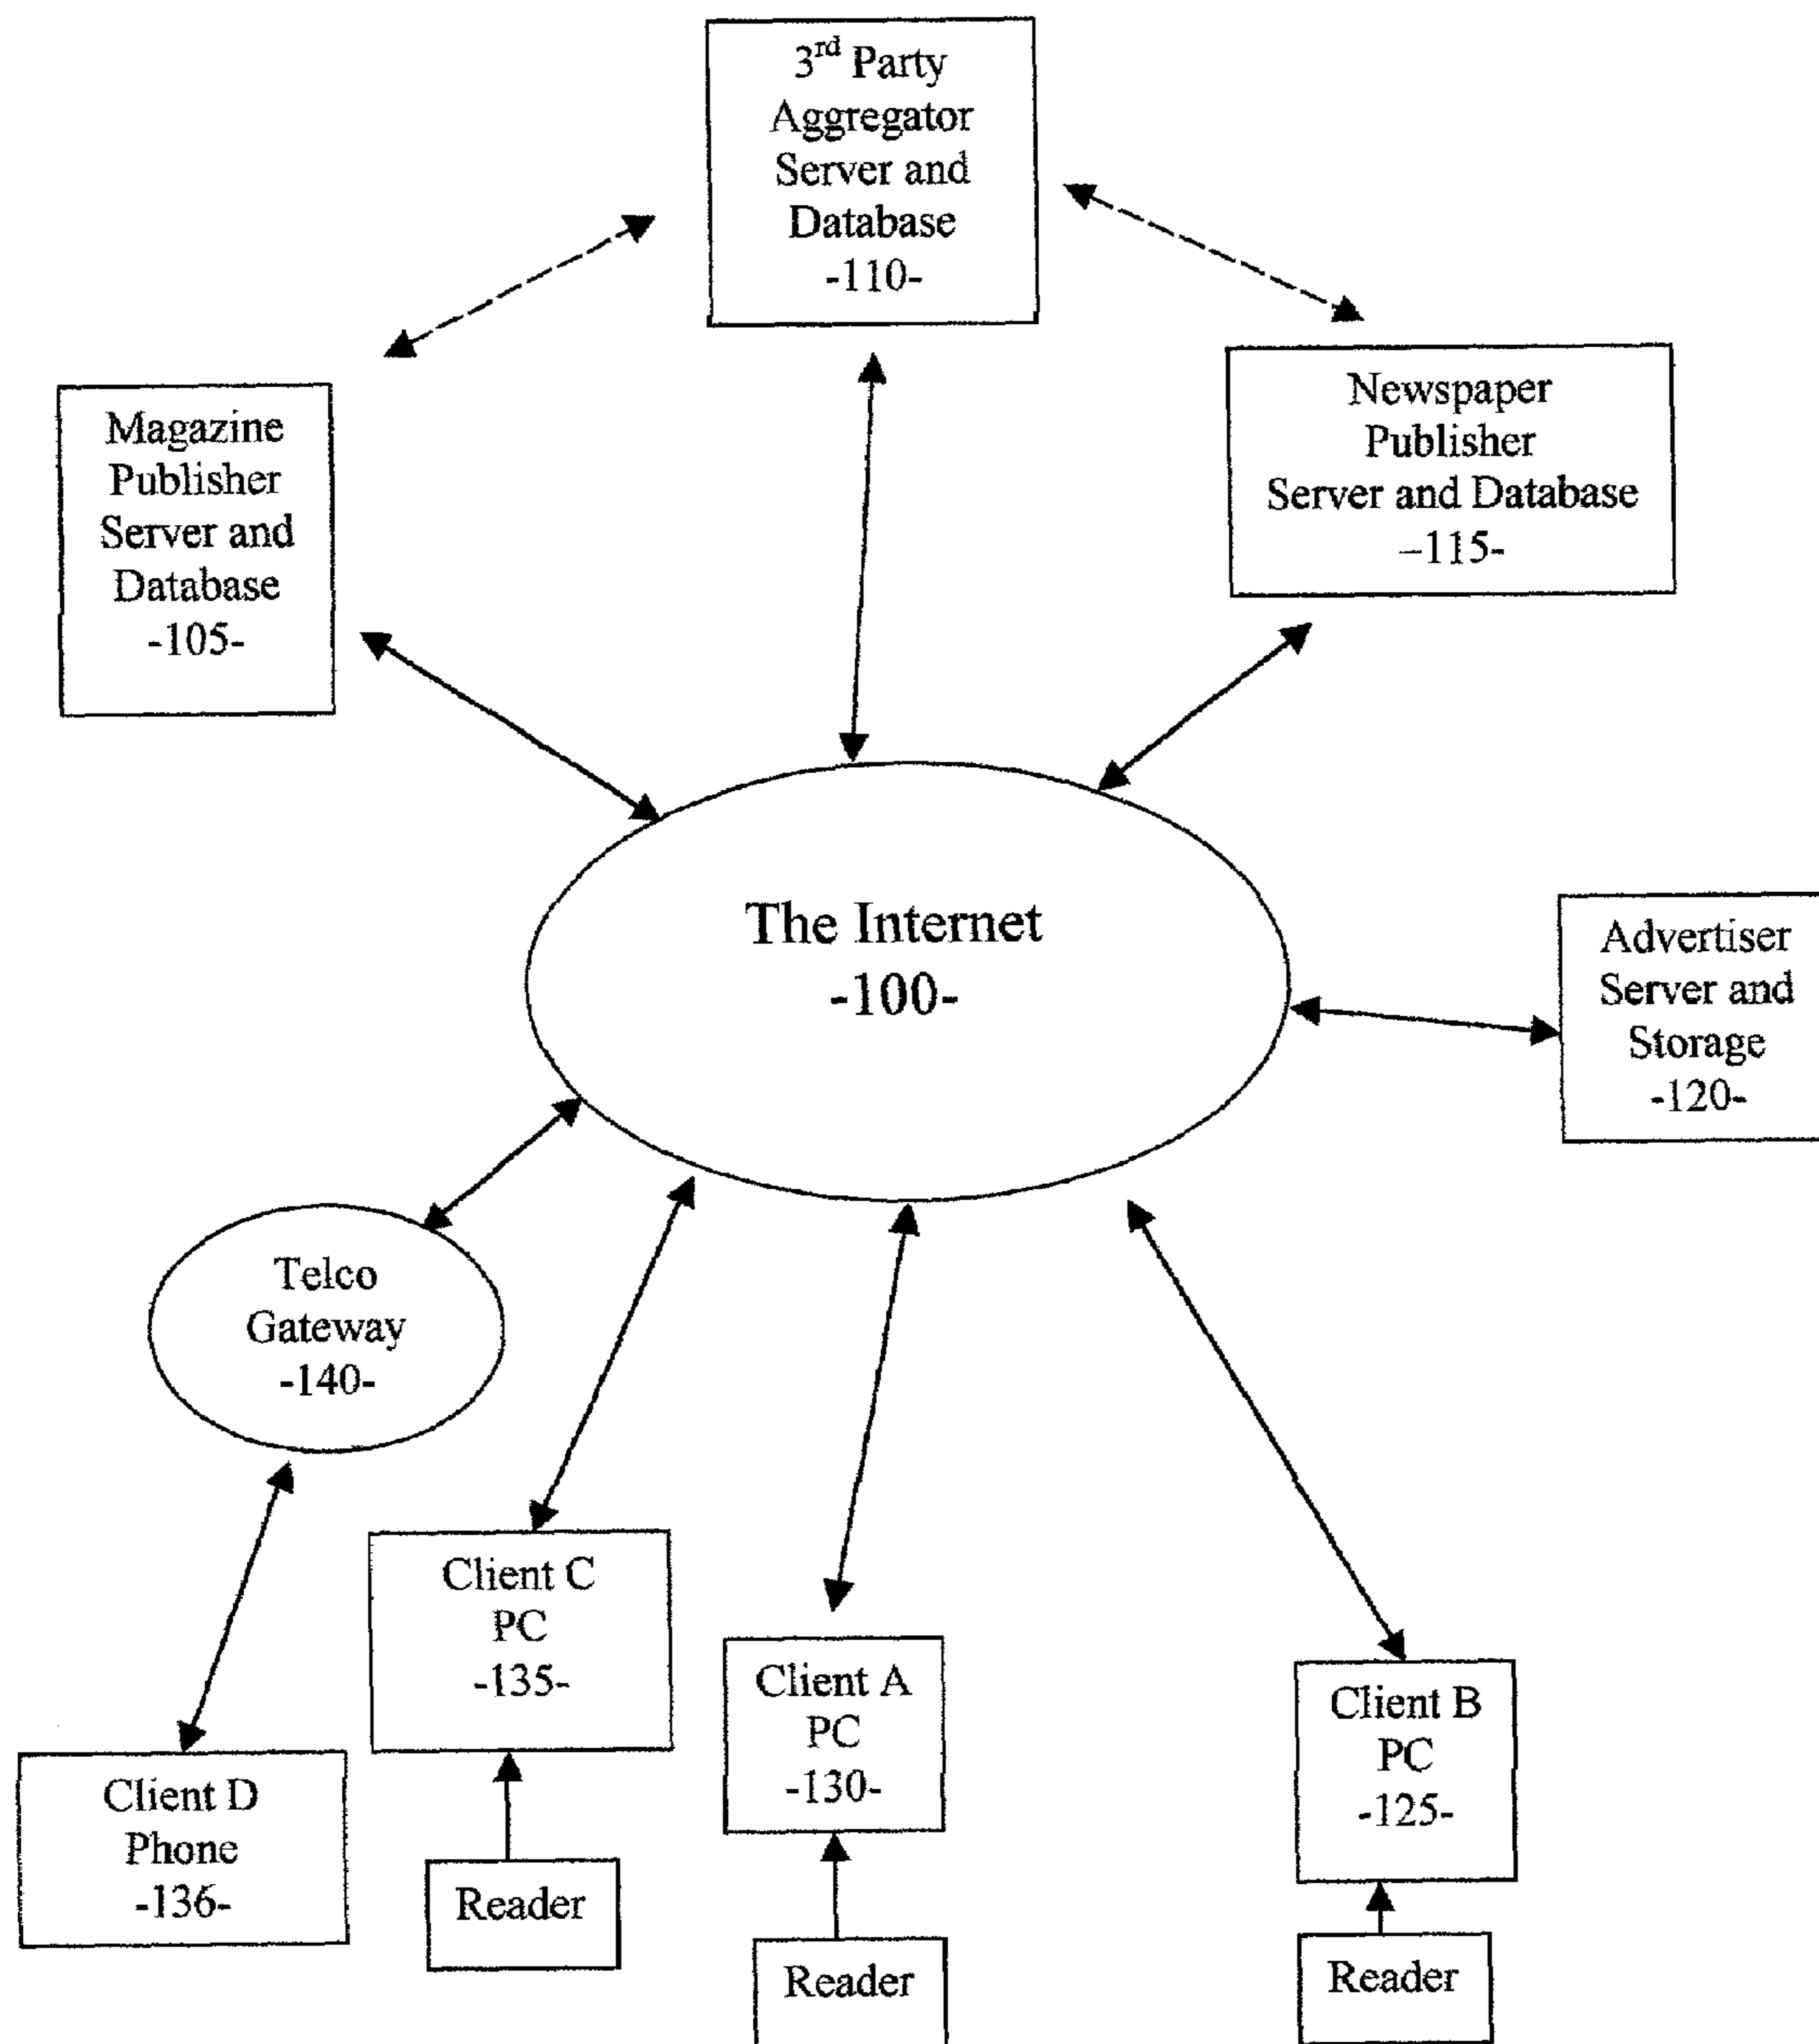 3rd Party
Aggregator
Server and
Database
-110-
Magazine
Publisher
Server and
Database
-105-
Newspaper
Publisher
Server and Database
–115-
The Internet
-100-
Advertiser
Server and
Storage
-120-
Telco
Gateway
-140-
Client C
PC
-135-
Client A
PC
-130-
Client B
PC
-125-
Client D
Phone
-136-
Reader
Reader
Reader